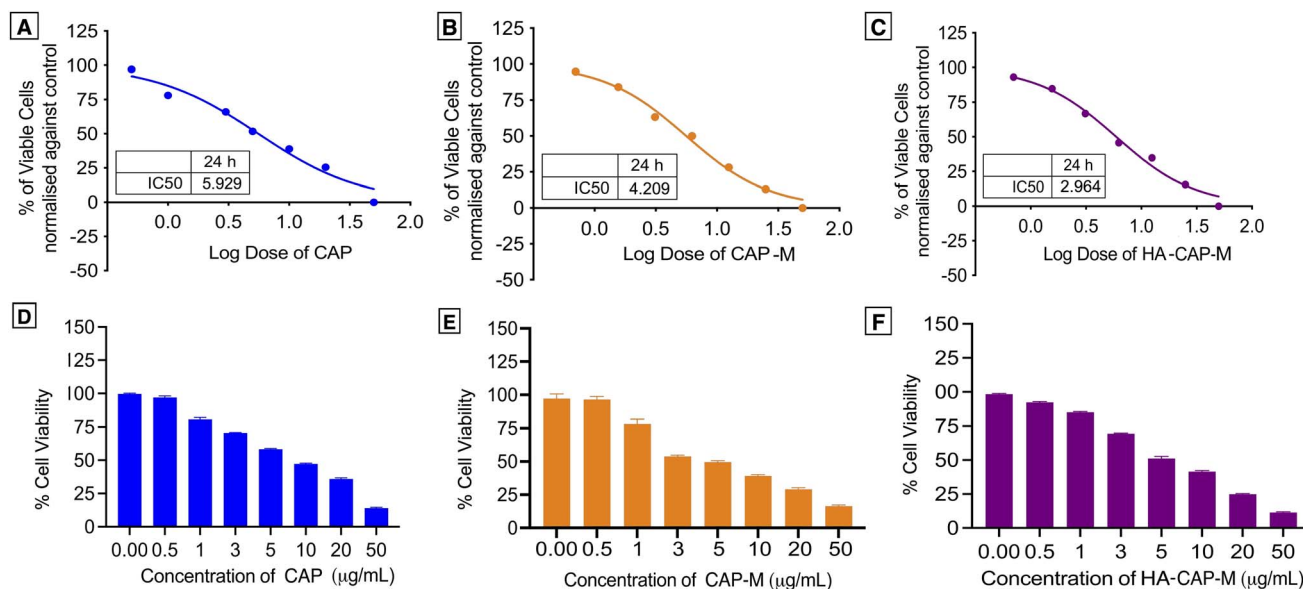 A
% of Viable Cells
normalised against control
125
100
75
50
25
0
-25
-50
0.0 0.5 1.0 1.5 2.0
Log Dose of CAP
24 h
IC50 5.929
B
% of Viable Cells
normalised against control
125
100
75
50
25
0
-25
-50
0.0 0.5 1.0 1.5 2.0
Log Dose of CAP-M
24 h
IC50 4.209
C
% of Viable Cells
normalised against control
125
100
75
50
25
0
-25
-50
0.0 0.5 1.0 1.5 2.0
Log Dose of HA-CAP-M
24 h
IC50 2.964
D
% Cell Viability
150
125
100
75
50
25
0
0.00 0.5 1 3 5 10 20 50
Concentration of CAP (μg/mL)
E
% Cell Viability
150
125
100
75
50
25
0
0.00 0.5 1 3 5 10 20 50
Concentration of CAP-M (μg/mL)
F
% Cell Viability
150
25
00
75
50
25
0
0.00 0.5 1 3 5 10 20 50
Concentration of HA-CAP-M (μg/mL)